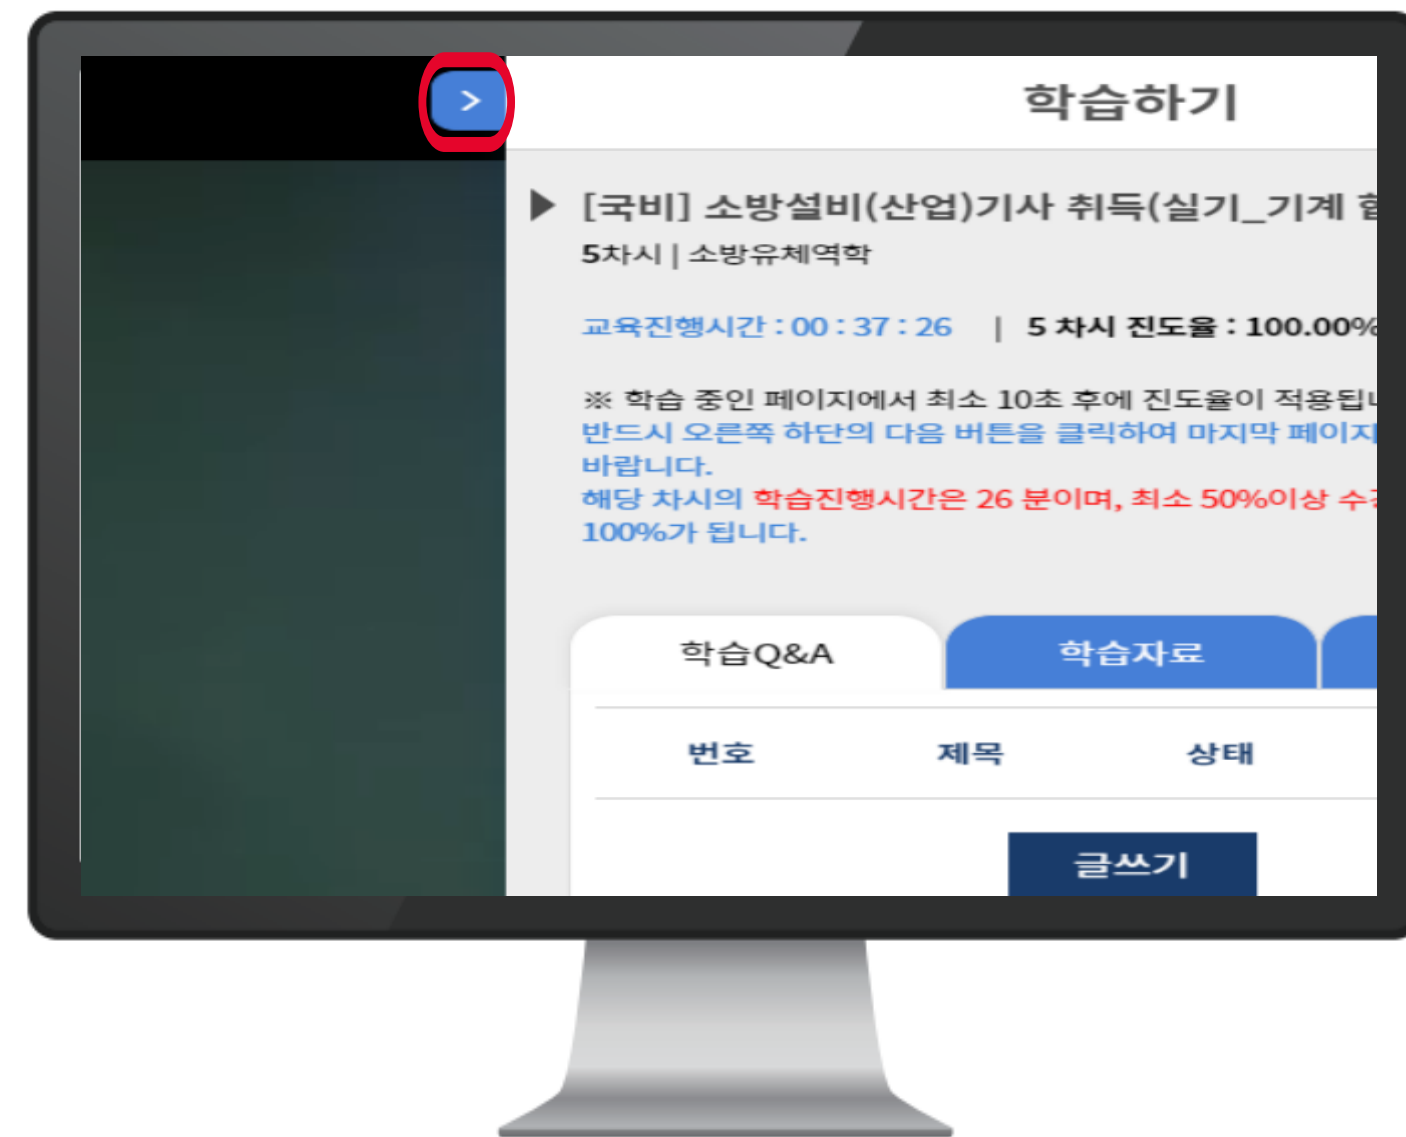 >
학습하기
[국비] 소방설비(산업)기사 취득(실기_기계
5차시 | 소방유체역학
교육진행시간 : 00 : 37 : 26 | 5 차시 진도율 : 100.00%
※ 학습 중인 페이지에서 최소 10초 후에 진도율이 적용됩
반드시 오른쪽 하단의 다음 버튼을 클릭하여 마지막 페이지
바랍니다.
해당 차시의 학습진행시간은 26 분이며, 최소 50%이상
100%가 됩니다.
학습Q&A 학습자료
번호 제목 상태
글쓰기